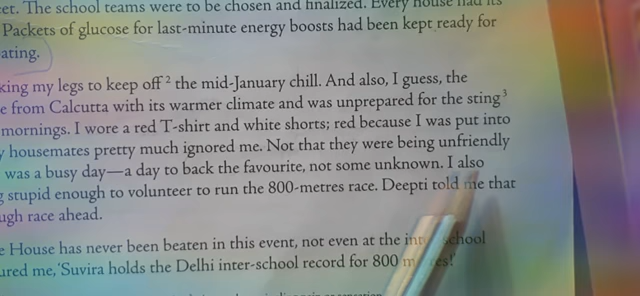 et. The school teams were to be chosen and finalized. Every house had its
Packets of glucose for last-minute energy boosts had been kept ready for
ating.
king my legs to keep off² the mid-January chill. And also, I guess, the
e from Calcutta with its warmer climate and was unprepared for the sting³
mornings. I wore a red T-shirt and white shorts; red because I was put into
y housemates pretty much ignored me. Not that they were being unfriendly
was a busy day—a day to back the favourite, not some unknown. I also
g stupid enough to volunteer to run the 800-metres race. Deepti told me that
ugh race ahead.
e House has never been beaten in this event, not even at the school
ured me, 'Suvira holds the Delhi inter-school record for 800